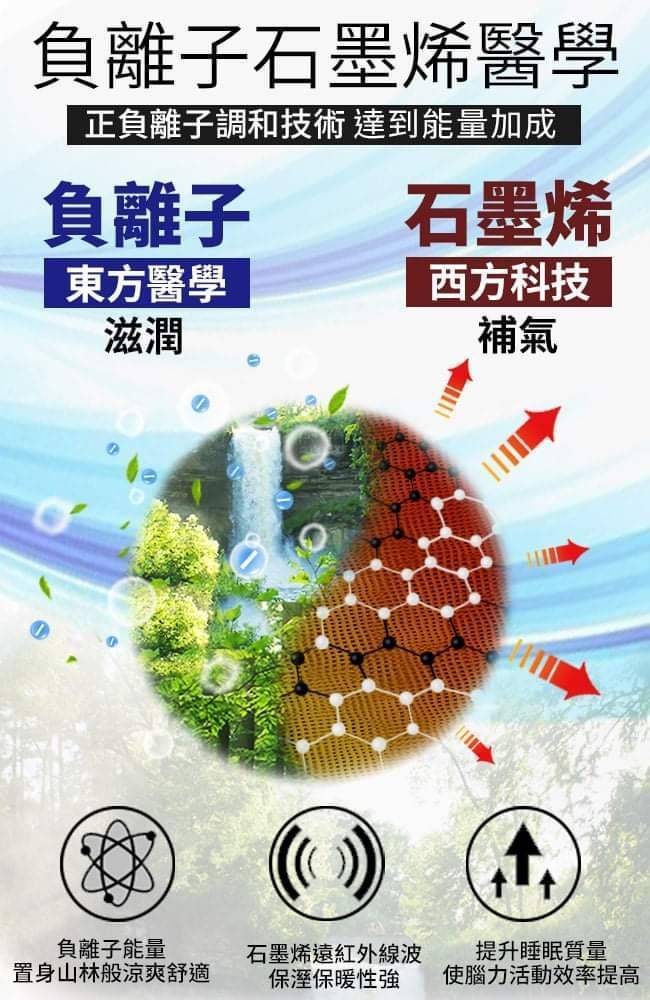 負離子石墨烯醫學
正負離子調和技術 達到能量加成
負離子
東方醫學
滋潤
石墨烯
西方科技
補氣
負離子能量
置身山林般涼爽舒適
石墨烯遠紅外線波
保溼保暖性強
提升睡眠質量
使腦力活動效率提高